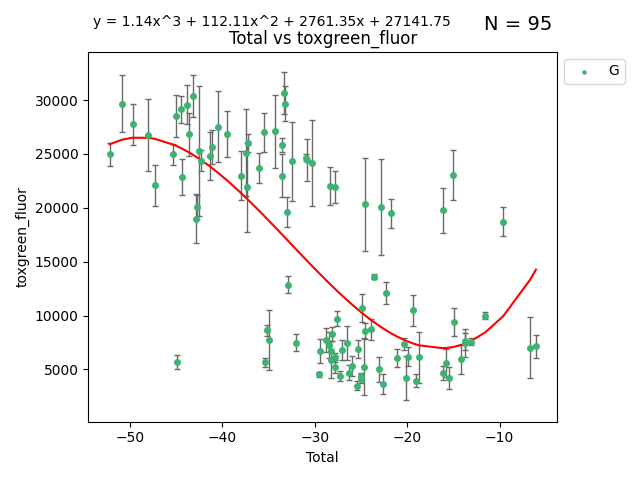 y = 1.14x^3 + 112.11x^2 + 2761.35x + 27141.75
N = 95
Total vs toxgreen_fluor
G
toxgreen_fluor
30000
25000
20000
15000
10000
5000
−50
−40
−30
−20
−10
Total